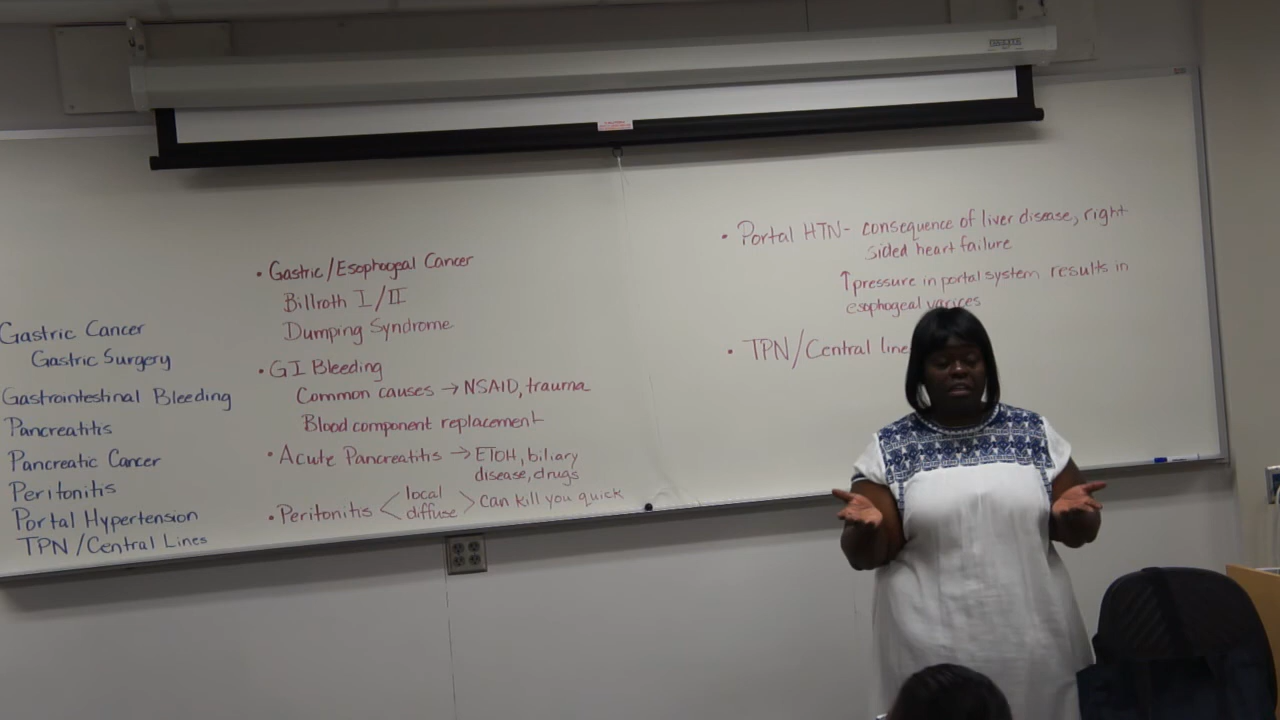 Gastric Cancer
Gastric Surgery
Gastrointestinal Bleeding
Pancreatitis
Pancreatic Cancer
Peritonitis
Portal Hypertension
TPN/Central Lines
• Gastric/Esophogeal Cancer
Billroth I/II
Dumping Syndrome
• GI Bleeding
Common causes → NSAID, trauma
Blood component replacement
• Acute Pancreatitis → ETOH, biliary
disease, drugs
• Peritonitis < local
diffuse > Can kill you quick
• Portal HTN- consequence of liver disease, right
sided heart failure
↑pressure in portal system results in
esophogeal varices
• TPN/Central line